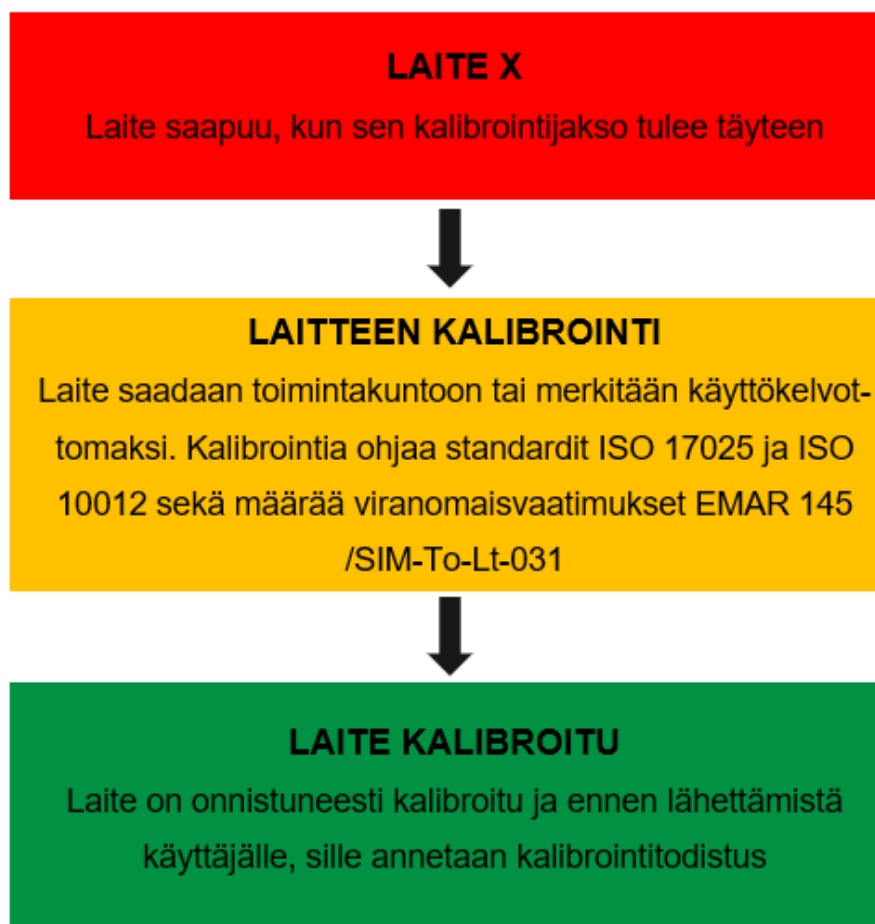 LAITE X
Laite saapuu, kun sen kalibrointijakso tulee täyteen
LAITTEEN KALIBROINTI
Laite saadaan toimintakuntoon tai merkitään käyttökelvot-
tomaksi. Kalibrointia ohjaa standardit ISO 17025 ja ISO
10012 sekä määrää viranomaisvaatimukset EMAR 145
/SIM-To-Lt-031
LAITE KALIBROITU
Laite on onnistuneesti kalibroitu ja ennen lähettämistä
käyttäjälle, sille annetaan kalibrointitodistus